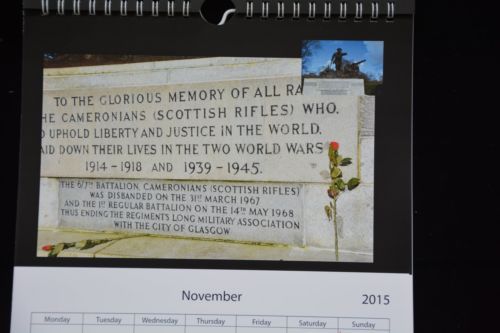 TO THE GLORIOUS MEMORY OF ALL RA
HE CAMERONIANS (SCOTTISH RIFLES) WHO.
O UPHOLD LIBERTY AND JUSTICE IN THE WORLD.
AID DOWN THEIR LIVES IN THE TWO WORLD WARS
1914-1918 AND 1939-1945.
THE 6/7TH BATTALION, CAMERONIANS (SCOTTISH RIFLES)
WAS DISBANDED ON THE 31ST MARCH 1967
AND THE 1ST REGULAR BATTALION ON THE 14TH MAY 1968
THUS ENDING THE REGIMENTS LONG MILITARY ASSOCIATION
WITH THE CITY OF GLASGOW
November 2015
Monday Tuesday Wednesday Thursday Friday Saturday Sunday